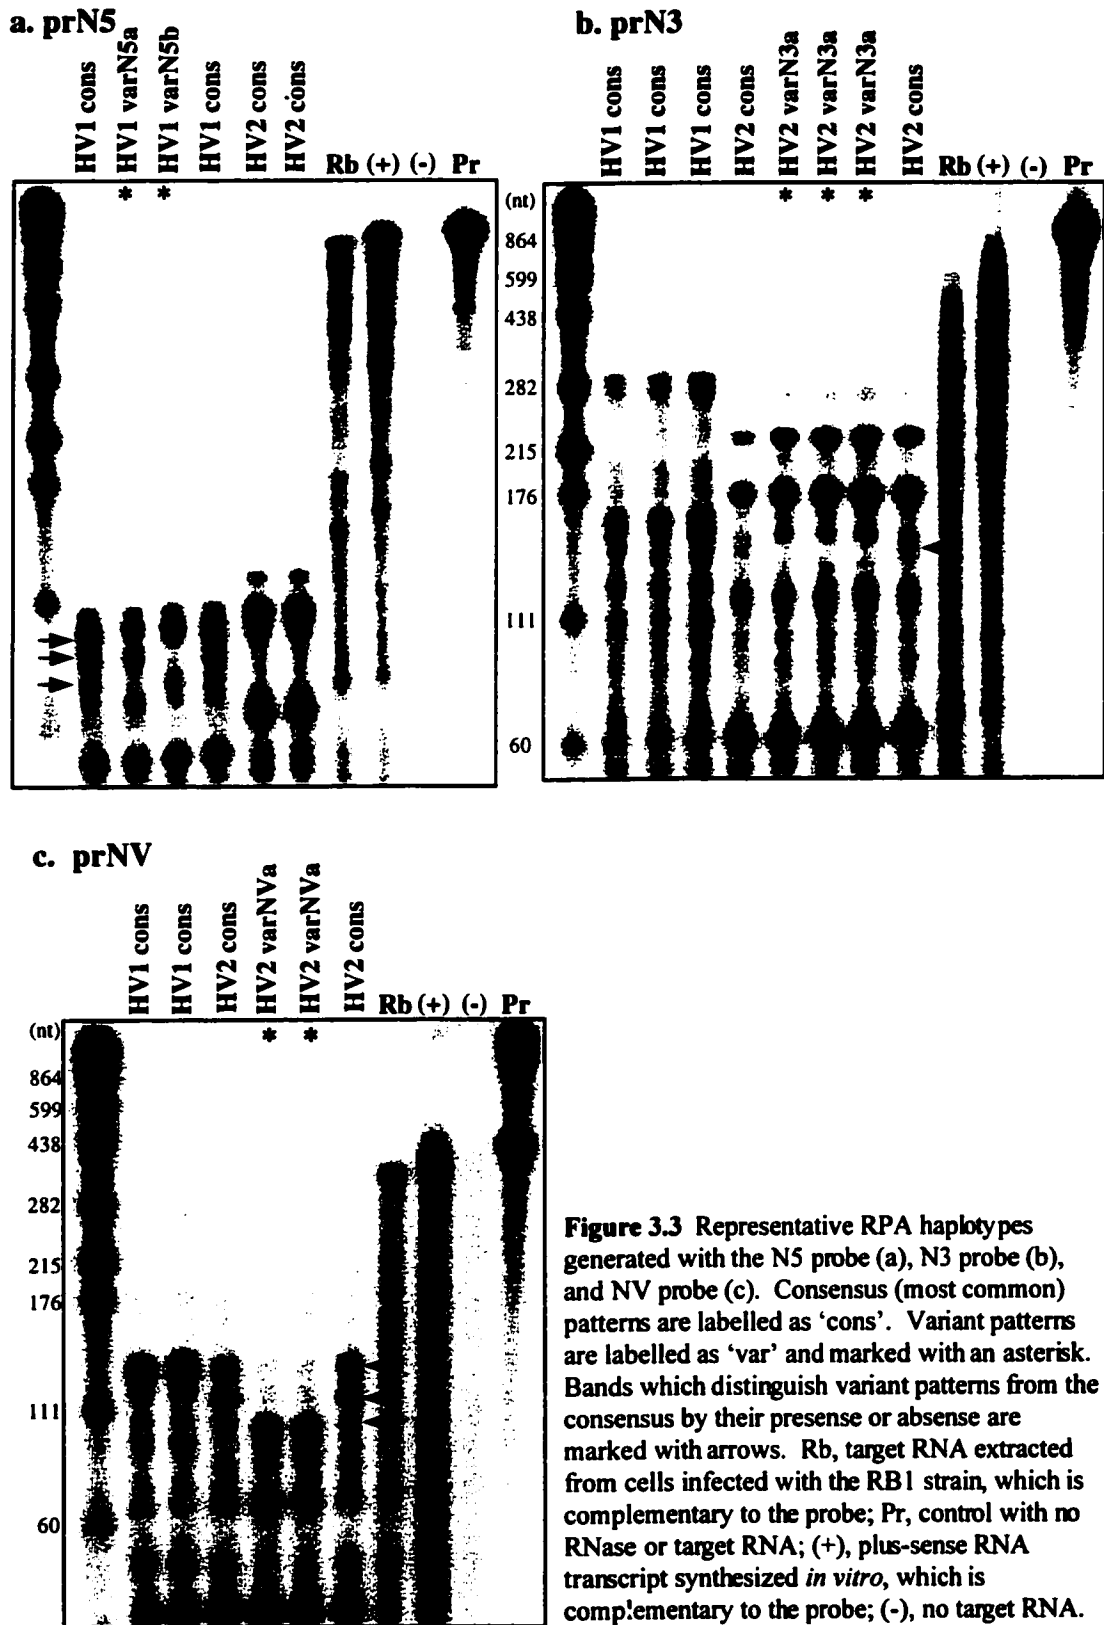 a. prN5
HV1 cons
HV1 varN5a
HV1 varN5b
HV1 cons
HV2 cons
HV2 cons
Rb (+) (-) Pr
* *
b. prN3
HV1 cons
HV1 cons
HV1 cons
HV2 cons
HV2 varN3a
HV2 varN3a
HV2 varN3a
HV2 cons
Rb (+) (-) Pr
* * *
(nt)
864
599
438
282
215
176
111
60
c. prNV
HV1 cons
HV1 cons
HV2 cons
HV2 varNVa
HV2 varNVa
HV2 cons
Rb (+) (-) Pr
* *
(nt)
864
599
438
282
215
176
111
60
Figure 3.3 Representative RPA haplotypes
generated with the N5 probe (a), N3 probe (b),
and NV probe (c). Consensus (most common)
patterns are labelled as ‘cons’. Variant patterns
are labelled as ‘var’ and marked with an asterisk.
Bands which distinguish variant patterns from the
consensus by their presense or absense are
marked with arrows. Rb, target RNA extracted
from cells infected with the RB1 strain, which is
complementary to the probe; Pr, control with no
RNase or target RNA; (+), plus-sense RNA
transcript synthesized in vitro, which is
complementary to the probe; (-), no target RNA.